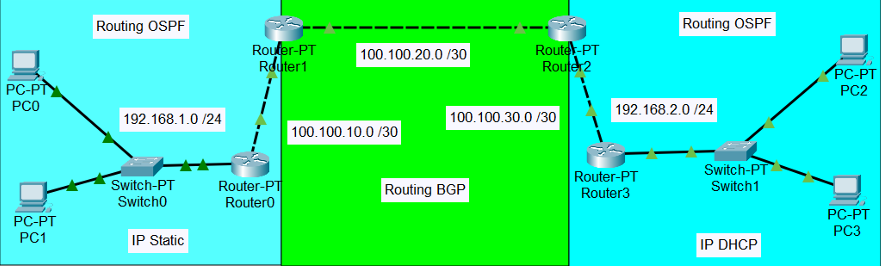 Routing OSPF
PC-PT
PC0
192.168.1.0 /24
PC-PT
PC1
Switch-PT
Switch0
Router-PT
Router0
IP Static
Router-PT
Router1
100.100.20.0 /30
100.100.10.0 /30
100.100.30.0 /30
Routing BGP
Router-PT
Router2
Routing OSPF
192.168.2.0 /24
Router-PT
Router3
Switch-PT
Switch1
PC-PT
PC2
PC-PT
PC3
IP DHCP